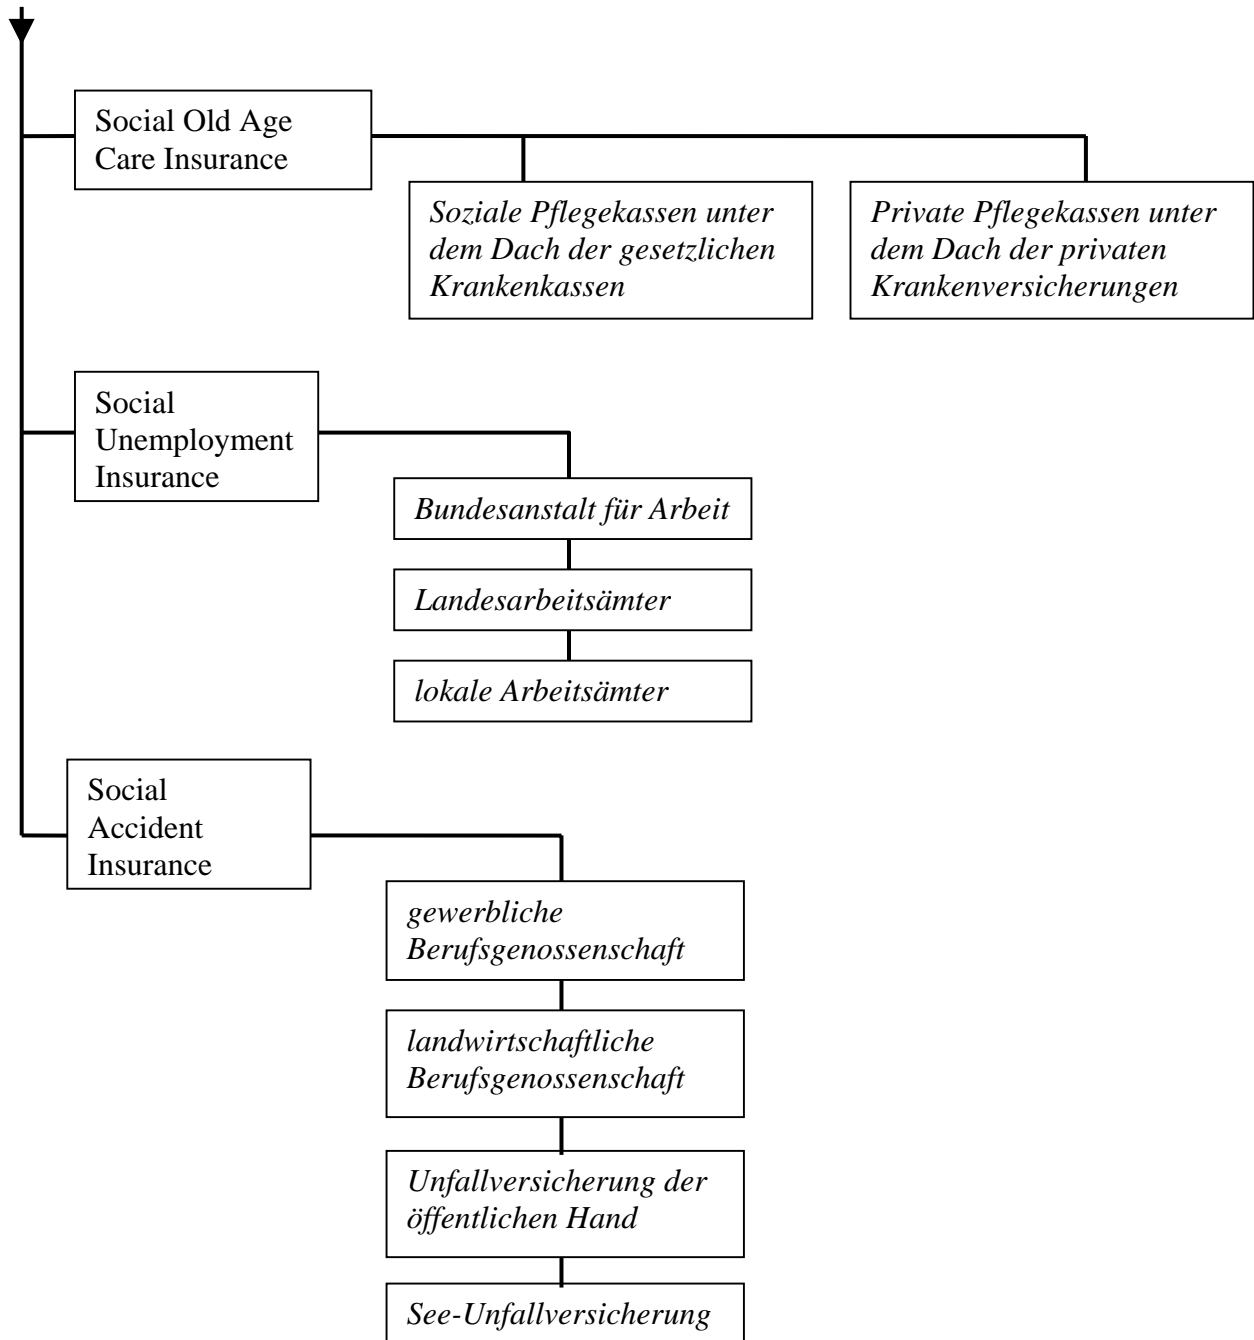 Social Old Age
Care Insurance
Soziale Pflegekassen unter
dem Dach der gesetzlichen
Krankenkassen
Private Pflegekassen unter
dem Dach der privaten
Krankenversicherungen
Social
Unemployment
Insurance
Bundesanstalt für Arbeit
Landesarbeitsämter
lokale Arbeitsämter
Social
Accident
Insurance
gewerbliche
Berufsgenossenschaft
landwirtschaftliche
Berufsgenossenschaft
Unfallversicherung der
öffentlichen Hand
See-Unfallversicherung